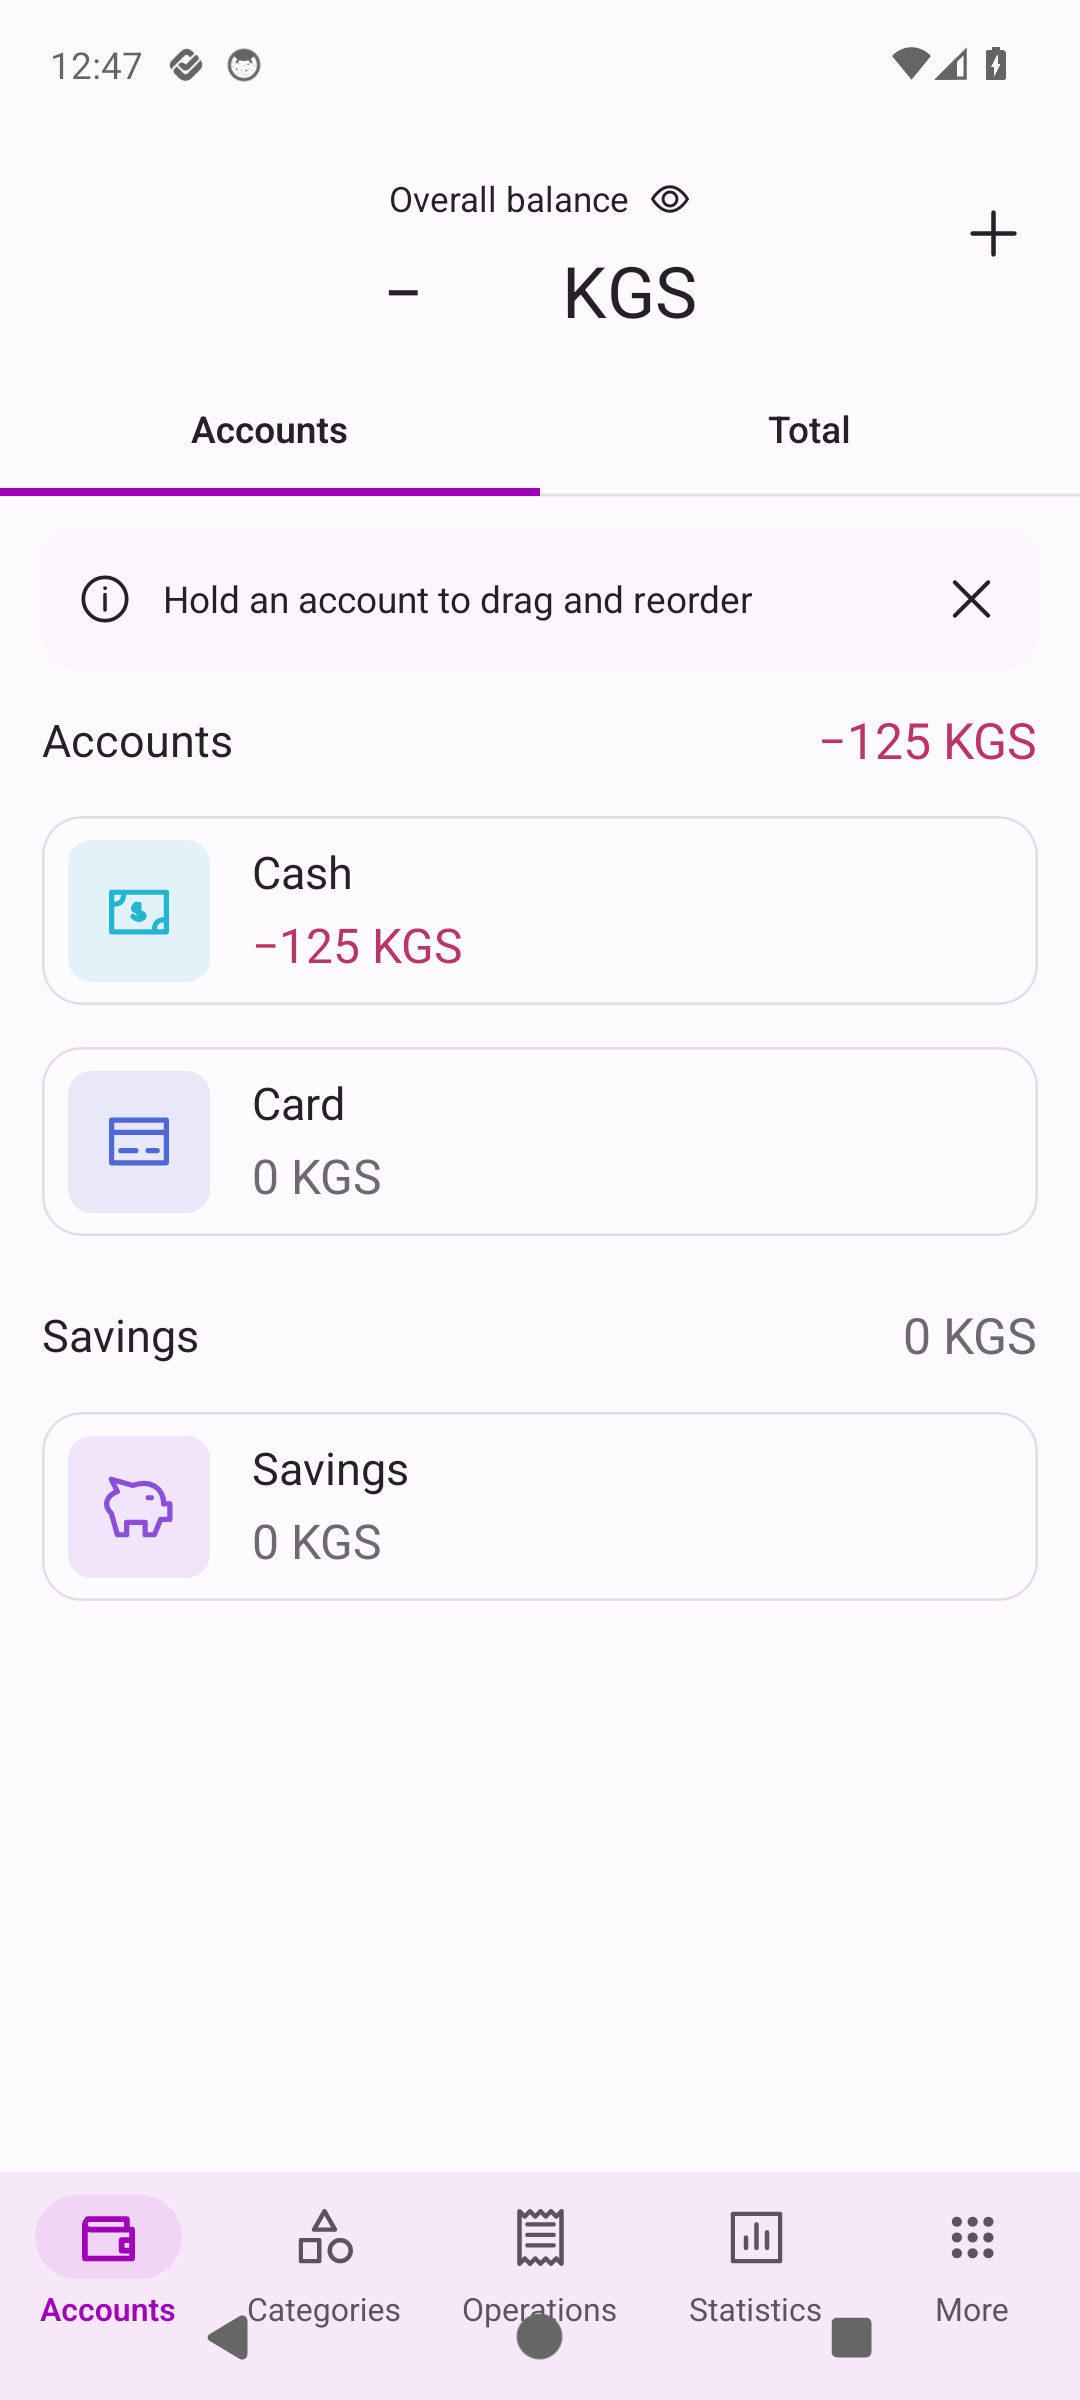 12:47
Overall balance
– KGS
Accounts
Total
Hold an account to drag and reorder
Accounts
–125 KGS
Cash
–125 KGS
Card
0 KGS
Savings
0 KGS
Savings
0 KGS
Accounts
Categories
Operations
Statistics
More